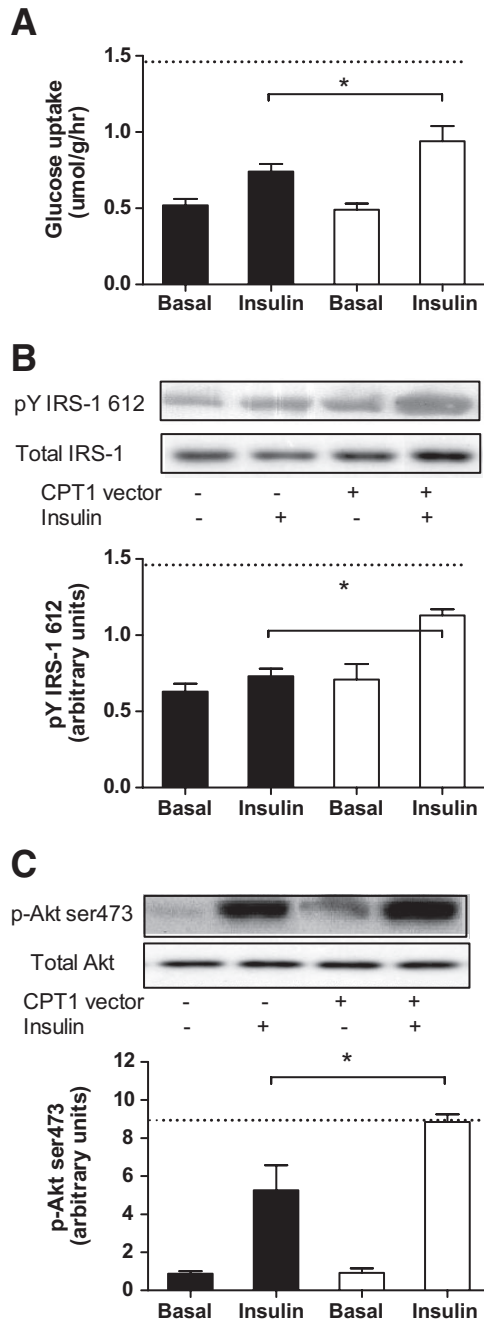 A
Glucose uptake
(umol/g/hr)
1.5
1.0
0.5
0.0
*
Basal Insulin Basal Insulin
B
pY IRS-1 612
Total IRS-1
CPT1 vector - - + +
Insulin - + - +
pY IRS-1 612
(arbitrary units)
1.5
1.0
0.5
0.0
*
Basal Insulin Basal Insulin
C
p-Akt ser473
Total Akt
CPT1 vector - - + +
Insulin - + - +
p-Akt ser473
(arbitrary units)
12
10
8
6
4
2
0
*
Basal Insulin Basal Insulin